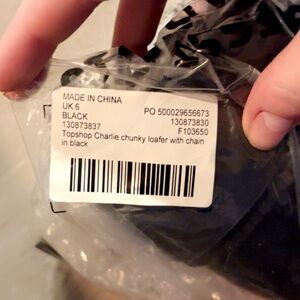 MADE IN CHINA
UK 6 PO 500029656673
BLACK 130873830
130873837 F103650
Topshop Charlie chunky loafer with chain
in black